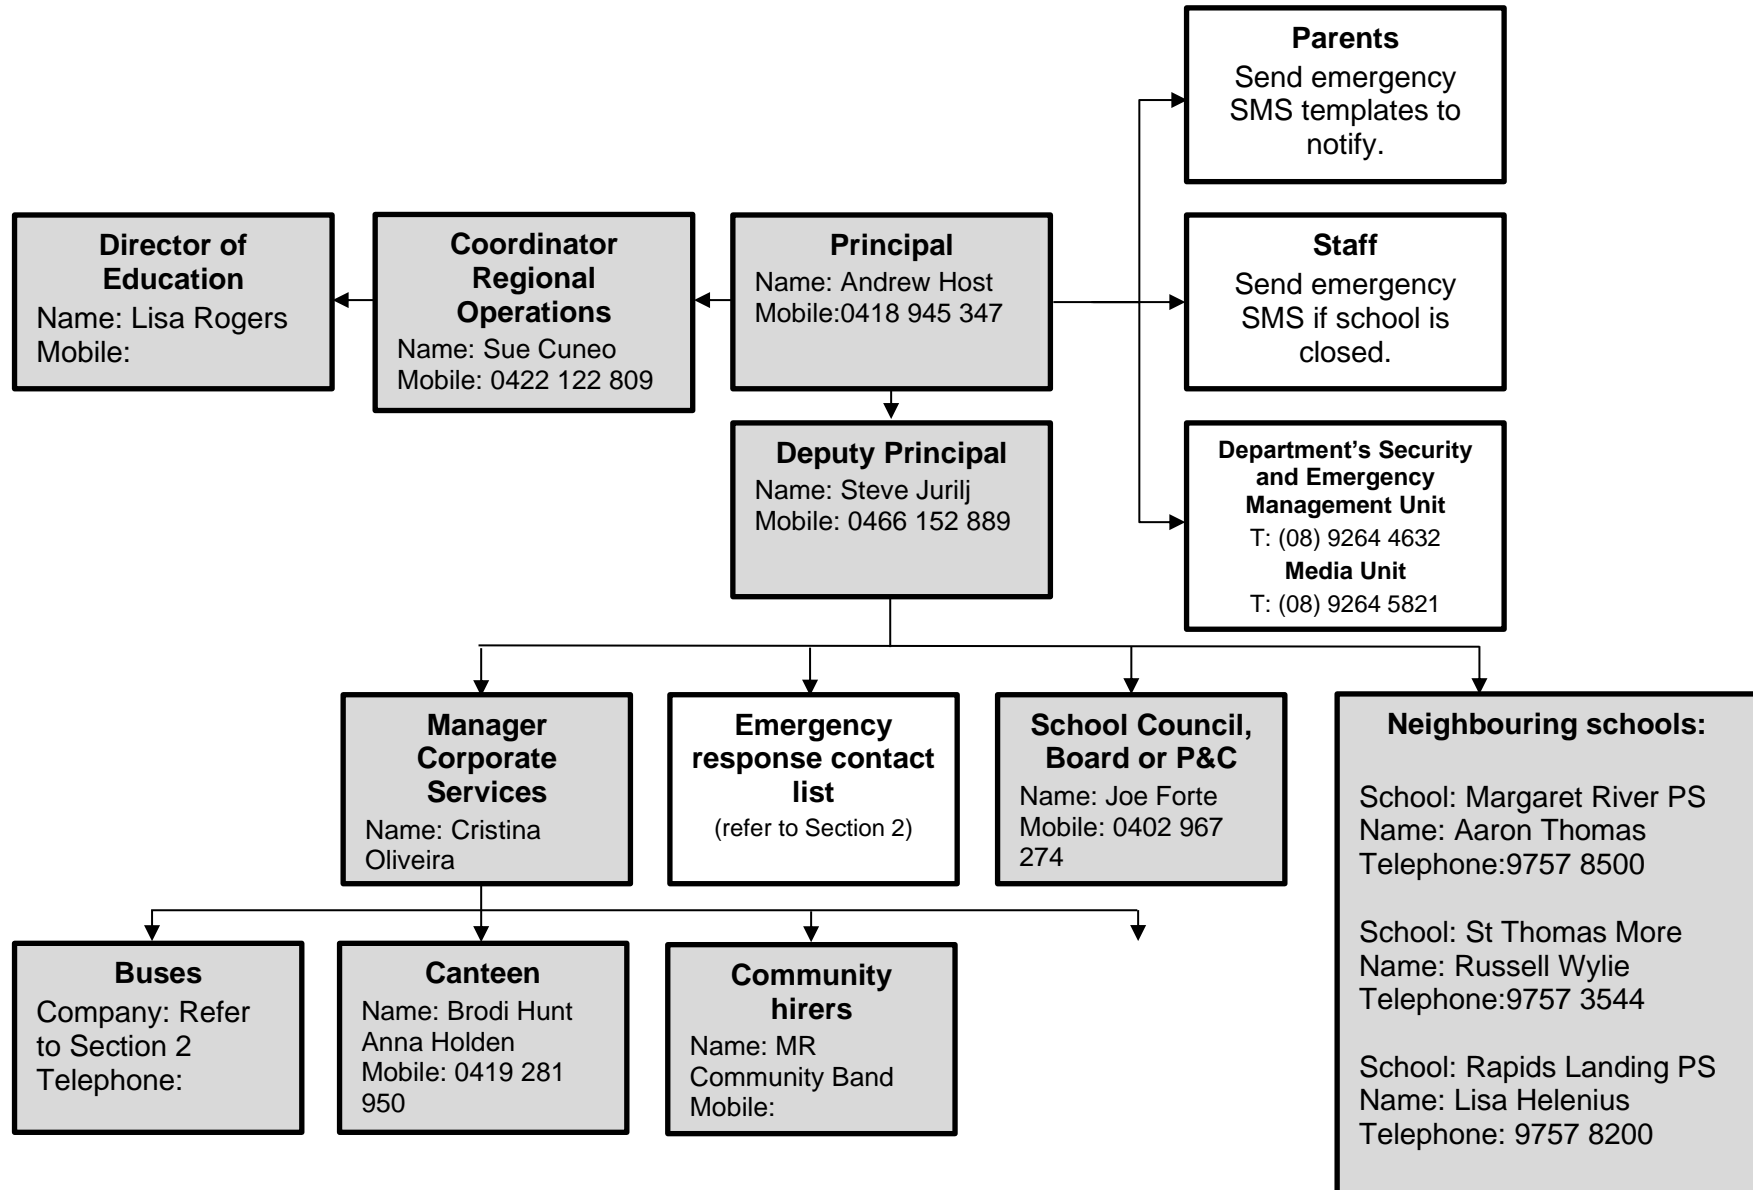 Parents
Send emergency
SMS templates to
notify.
Director of
Education
Name: Lisa Rogers
Mobile:
Coordinator
Regional
Operations
Name: Sue Cuneo
Mobile: 0422 122 809
Principal
Name: Andrew Host
Mobile:0418 945 347
Staff
Send emergency
SMS if school is
closed.
Deputy Principal
Name: Steve Jurilj
Mobile: 0466 152 889
Department’s Security
and Emergency
Management Unit
T: (08) 9264 4632
Media Unit
T: (08) 9264 5821
Manager
Corporate
Services
Name: Cristina
Oliveira
Emergency
response contact
list
(refer to Section 2)
School Council,
Board or P&C
Name: Joe Forte
Mobile: 0402 967
274
Neighbouring schools:
School: Margaret River PS
Name: Aaron Thomas
Telephone:9757 8500
School: St Thomas More
Name: Russell Wylie
Telephone:9757 3544
School: Rapids Landing PS
Name: Lisa Helenius
Telephone: 9757 8200
Buses
Company: Refer
to Section 2
Telephone:
Canteen
Name: Brodi Hunt
Anna Holden
Mobile: 0419 281
950
Community
hirers
Name: MR
Community Band
Mobile: